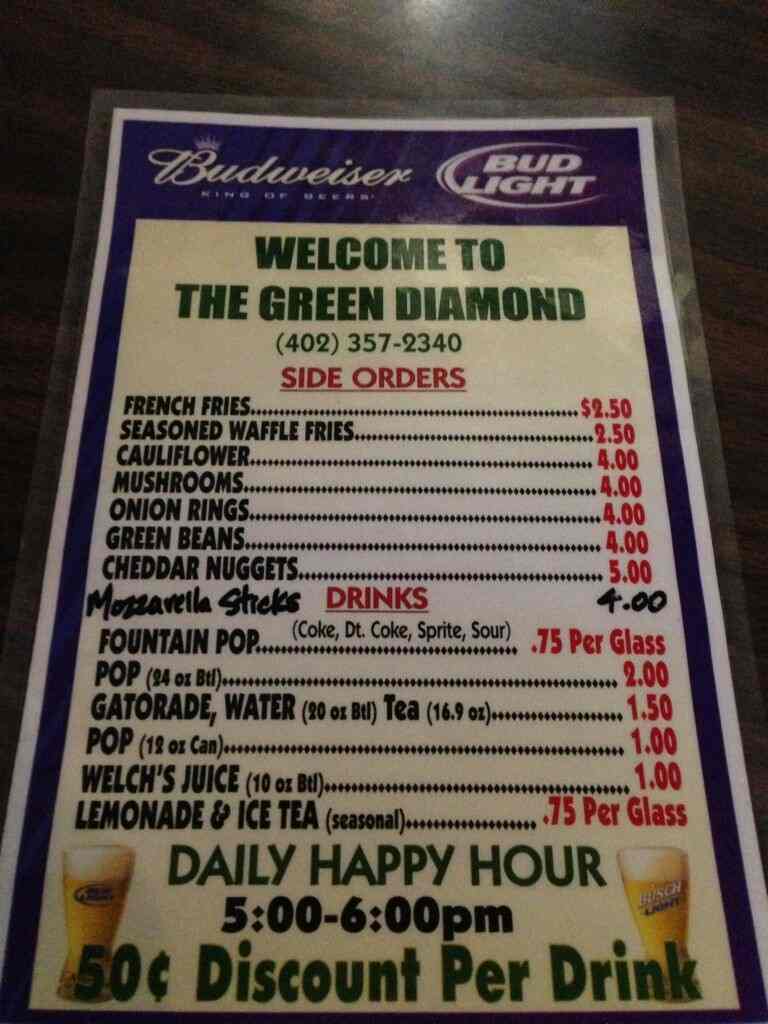 Budweiser
KING OF BEERS
BUD
LIGHT
WELCOME TO
THE GREEN DIAMOND
(402) 357-2340
SIDE ORDERS
FRENCH FRIES $2.50
SEASONED WAFFLE FRIES 2.50
CAULIFLOWER 4.00
MUSHROOMS 4.00
ONION RINGS 4.00
GREEN BEANS 4.00
CHEDDAR NUGGETS 5.00
Mozzarella Sticks 4.00
DRINKS
(Coke, Dt. Coke, Sprite, Sour)
FOUNTAIN POP .75 Per Glass
POP (24 oz Btl) 2.00
GATORADE, WATER (20 oz Btl) Tea (16.9 oz) 1.50
POP (12 oz Can) 1.00
WELCH'S JUICE (10 oz Btl) 1.00
LEMONADE & ICE TEA (seasonal) .75 Per Glass
DAILY HAPPY HOUR
5:00-6:00pm
BUSCH
LIGHT
50¢ Discount Per Drink